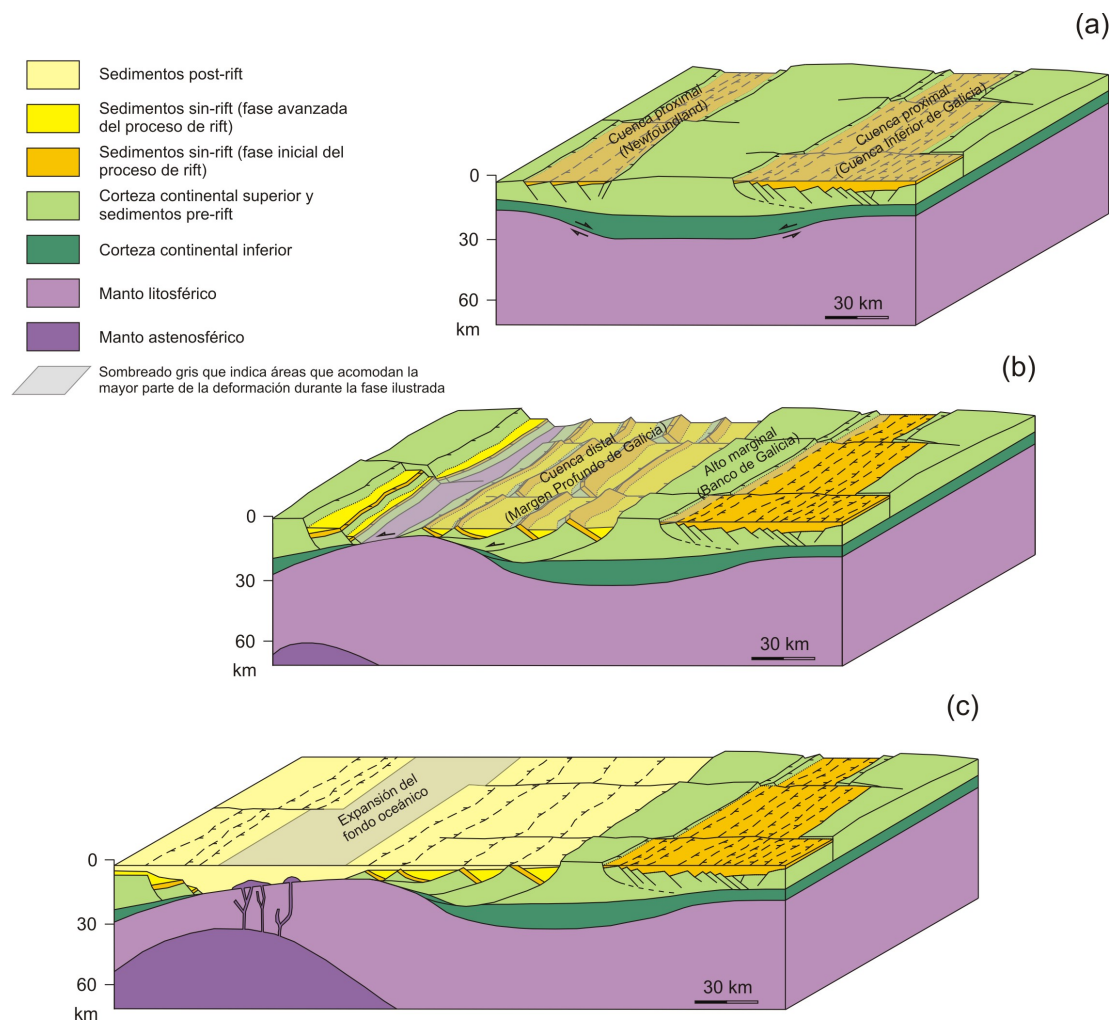 (a)
Sedimentos post-rift
Sedimentos sin-rift (fase avanzada
del proceso de rift)
Sedimentos sin-rift (fase inicial del
proceso de rift)
Corteza continental superior y
sedimentos pre-rift
Corteza continental inferior
Manto litosférico
Manto astenosférico
Sombreado gris que indica áreas que acomodan la
mayor parte de la deformación durante la fase ilustrada
Cuenca proximal
(Newfoundland)
Cuenca proximal
(Cuenca Inferior de Galicia)
0
30
60
km
30 km
(b)
Cuenca distal
(Margen Profundo de Galicia)
Alto marginal
(Banco de Galicia)
0
30
60
km
30 km
(c)
Expansión del
fondo oceánico
0
30
60
km
30 km